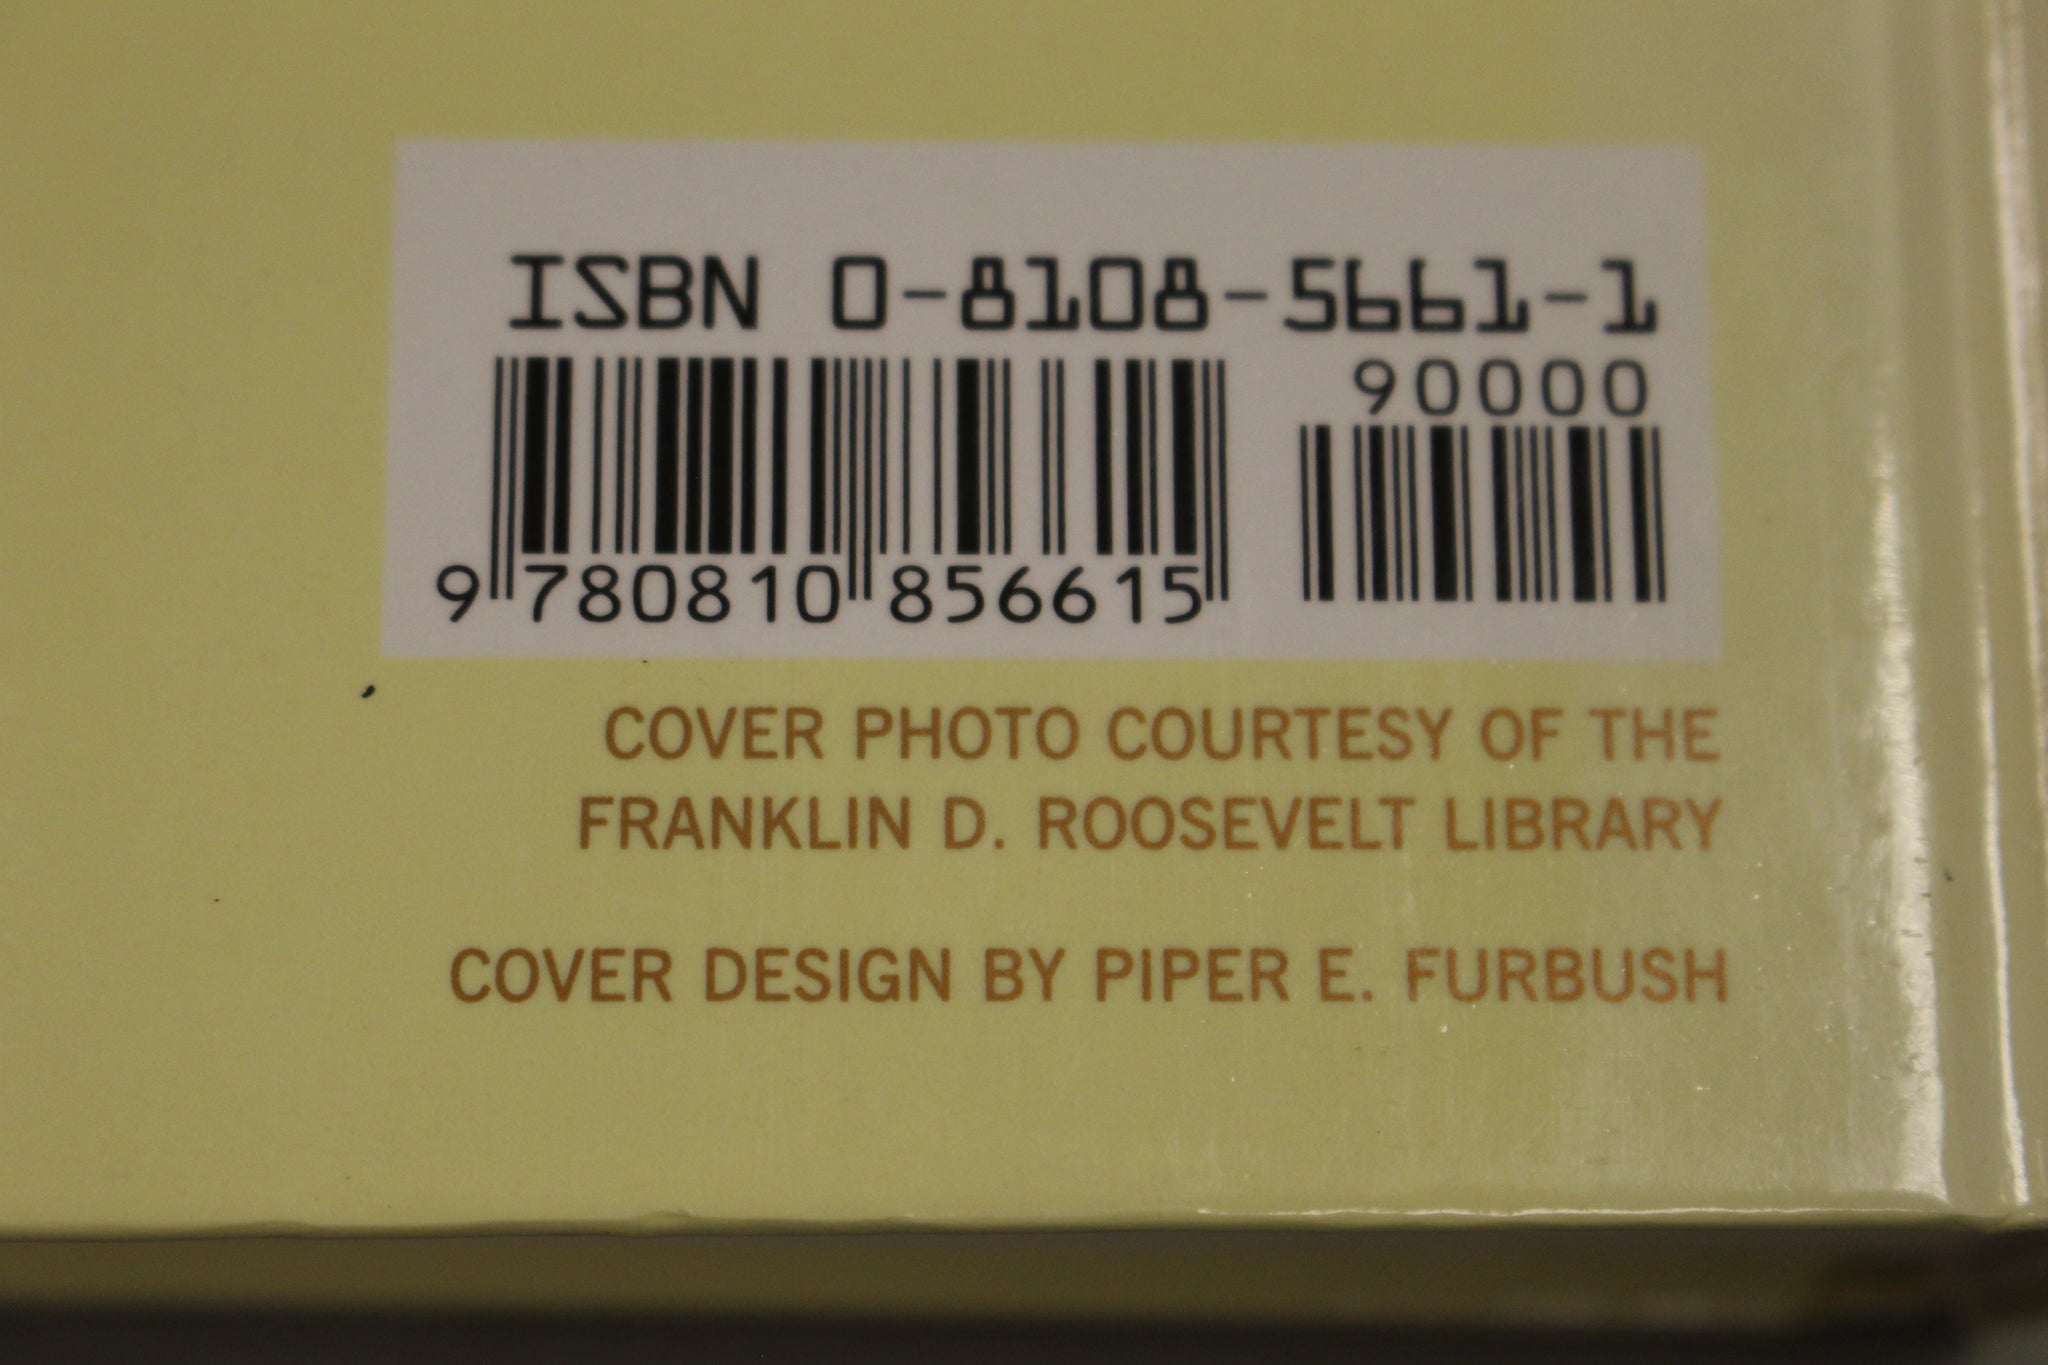 ISBN 0-8108-5661-1
90000
9 780810 856615
COVER PHOTO COURTESY OF THE
FRANKLIN D. ROOSEVELT LIBRARY
COVER DESIGN BY PIPER E. FURBUSH